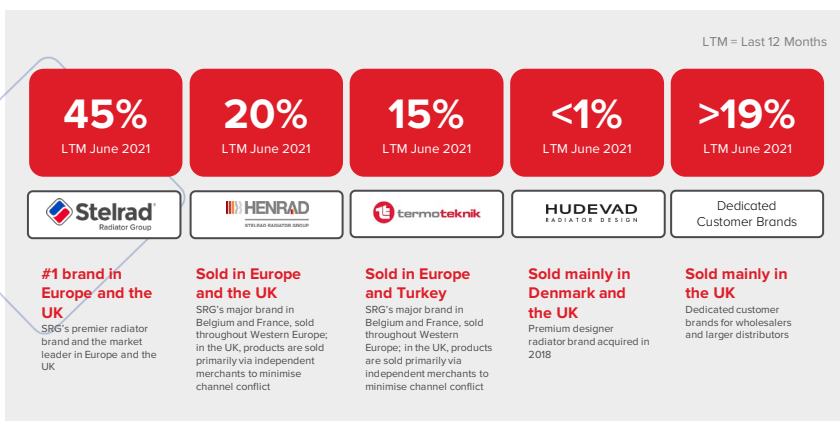 LTM = Last 12 Months
45%
LTM June 2021
20%
LTM June 2021
15%
LTM June 2021
<1%
LTM June 2021
>19%
LTM June 2021
Stelrad
Radiator Group
HENRAD
STELRAD RADIATOR GROUP
termoteknik
HUDEVAD
RADIATOR DESIGN
Dedicated
Customer Brands
#1 brand in
Europe and the
UK
SRG's premier radiator
brand and the market
leader in Europe and the
UK
Sold in Europe
and the UK
SRG's major brand in
Belgium and France, sold
throughout Western Europe;
in the UK, products are sold
primarily via independent
merchants to minimise
channel conflict
Sold in Europe
and Turkey
SRG's major brand in
Belgium and France, sold
throughout Western
Europe; in the UK, products
are sold primarily via
independent merchants to
minimise channel conflict
Sold mainly in
Denmark and
the UK
Premium designer
radiator brand acquired in
2018
Sold mainly in
the UK
Dedicated customer
brands for wholesalers
and larger distributors